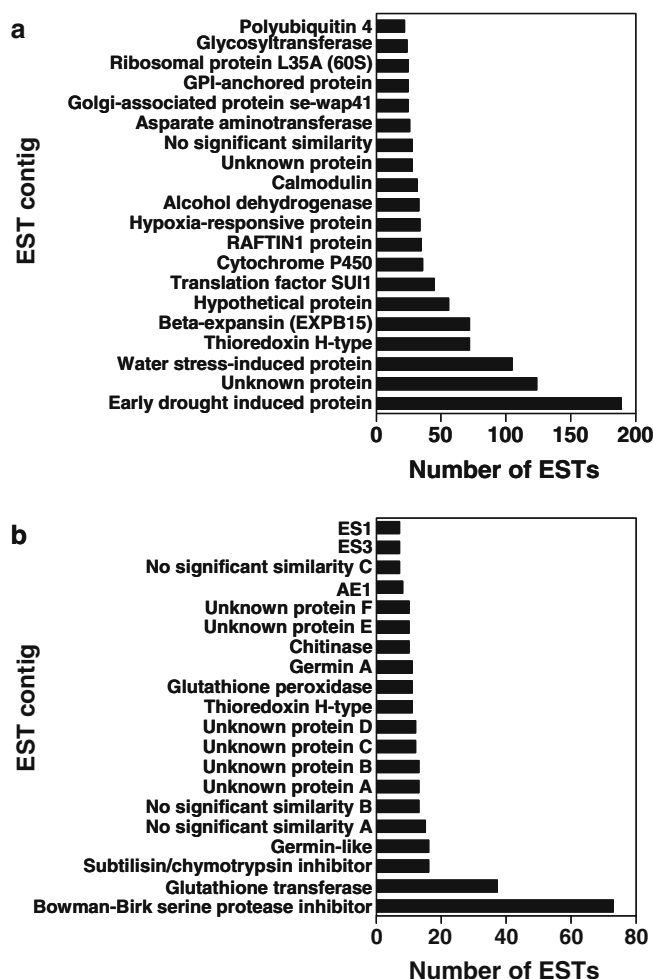 a
EST contig
Polyubiquitin 4
Glycosyltransferase
Ribosomal protein L35A (60S)
GPI-anchored protein
Golgi-associated protein se-wap41
Asparate aminotransferase
No significant similarity
Unknown protein
Calmodulin
Alcohol dehydrogenase
Hypoxia-responsive protein
RAFTIN1 protein
Cytochrome P450
Translation factor SUI1
Hypothetical protein
Beta-expansin (EXPB15)
Thioredoxin H-type
Water stress-induced protein
Unknown protein
Early drought induced protein
0 50 100 150 200
Number of ESTs
b
EST contig
ES1
ES3
No significant similarity C
AE1
Unknown protein F
Unknown protein E
Chitinase
Germin A
Glutathione peroxidase
Thioredoxin H-type
Unknown protein D
Unknown protein C
Unknown protein B
Unknown protein A
No significant similarity B
No significant similarity A
Germin-like
Subtilisin/chymotrypsin inhibitor
Glutathione transferase
Bowman-Birk serine protease inhibitor
0 20 40 60 80
Number of ESTs